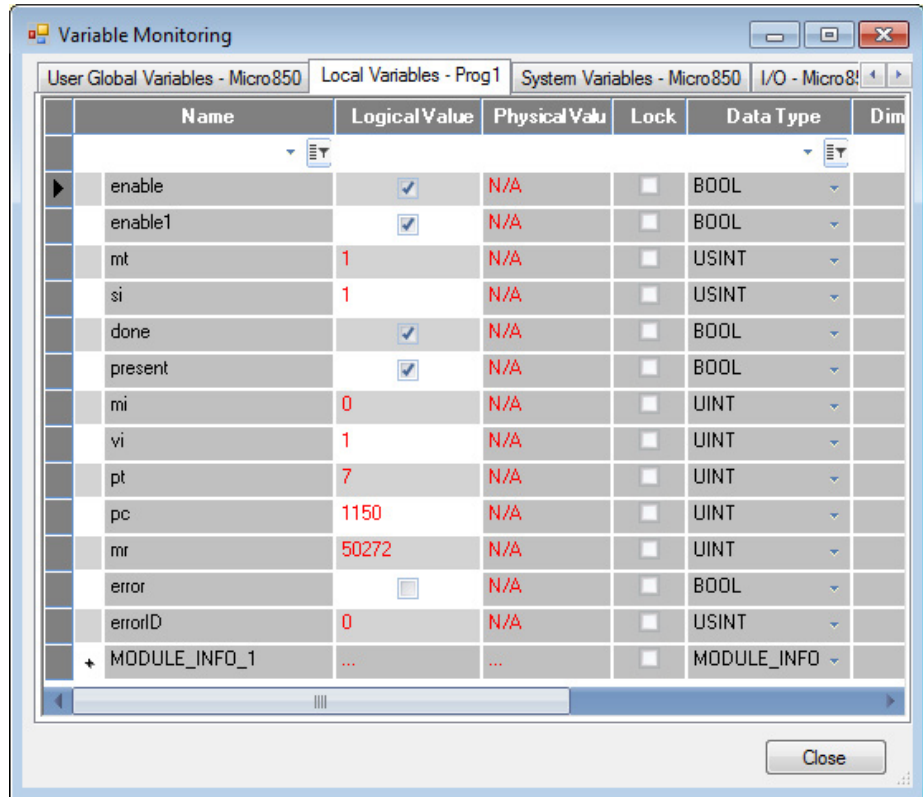 Variable Monitoring
User Global Variables - Micro850 Local Variables - Prog1 System Variables - Micro850 I/O - Micro8
Name Logical Value Physical Valu Lock Data Type Dim
enable N/A BOOL
enable1 N/A BOOL
mt 1 N/A USINT
si 1 N/A USINT
done N/A BOOL
present N/A BOOL
mi 0 N/A UINT
vi 1 N/A UINT
pt 7 N/A UINT
pc 1150 N/A UINT
mr 50272 N/A UINT
error N/A BOOL
errorID 0 N/A USINT
+ MODULE_INFO_1 ... ... MODULE_INFO
Close